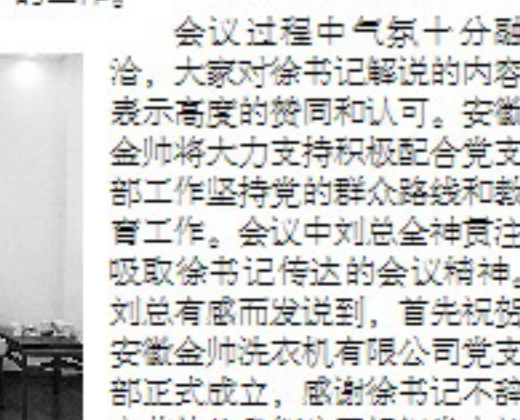 的工作。
会议过程中气氛十分融
洽，大家对徐书记解说的内容
表示高度的赞同和认可。安徽
金帅将大力支持积极配合党支
部工作坚持党的群众路线和教
育工作。会议中刘总全神贯注
吸取徐书记传达的会议精神。
刘总有感而发说到，首先祝贺
安徽金帅洗衣机有限公司党支
部正式成立，感谢徐书记不辞